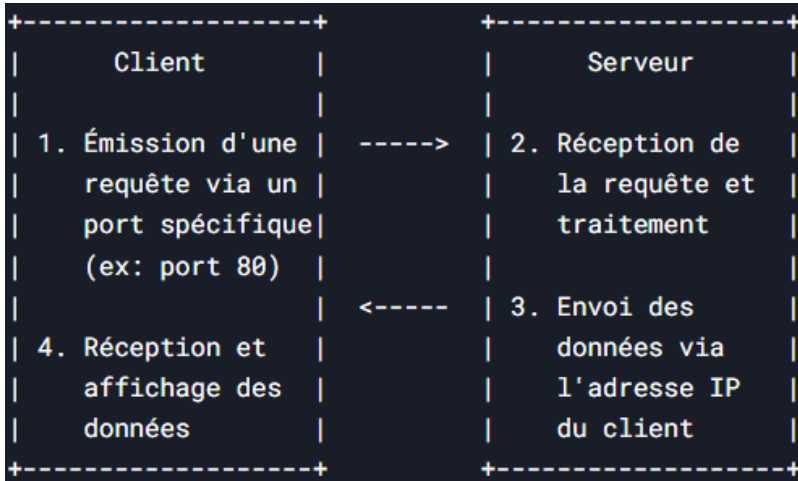 +-------------------+          +-------------------+
|      Client       |          |      Serveur      |
|                   |          |                   |
| 1. Émission d'une |  ----->  | 2. Réception de   |
|    requête via un |          |    la requête et  |
|    port spécifique|          |    traitement     |
|    (ex: port 80)  |          |                   |
|                   |  <-----  | 3. Envoi des      |
| 4. Réception et   |          |    données via    |
|    affichage des  |          |    l'adresse IP   |
|    données        |          |    du client      |
+-------------------+          +-------------------+